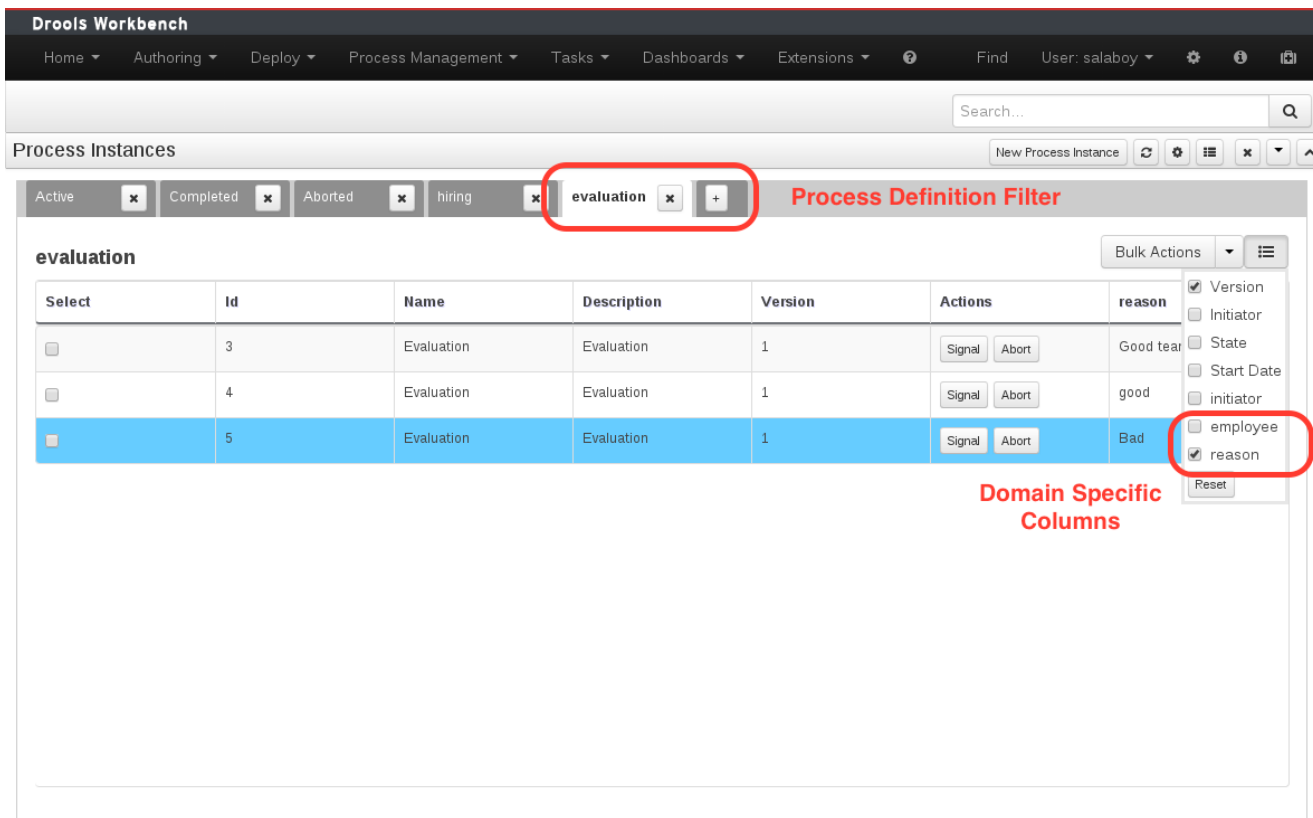 Drools Workbench
Home Authoring Deploy Process Management Tasks Dashboards Extensions ? Find User: salaboy
Search...
Process Instances New Process Instance
Active Completed Aborted hiring evaluation + Process Definition Filter
evaluation Bulk Actions
Select Id Name Description Version Actions reason
3 Evaluation Evaluation 1 Signal Abort Good
4 Evaluation Evaluation 1 Signal Abort good
5 Evaluation Evaluation 1 Signal Abort Bad
Version
Initiator
State
Start Date
initiator
employee
reason
Reset
Domain Specific
Columns